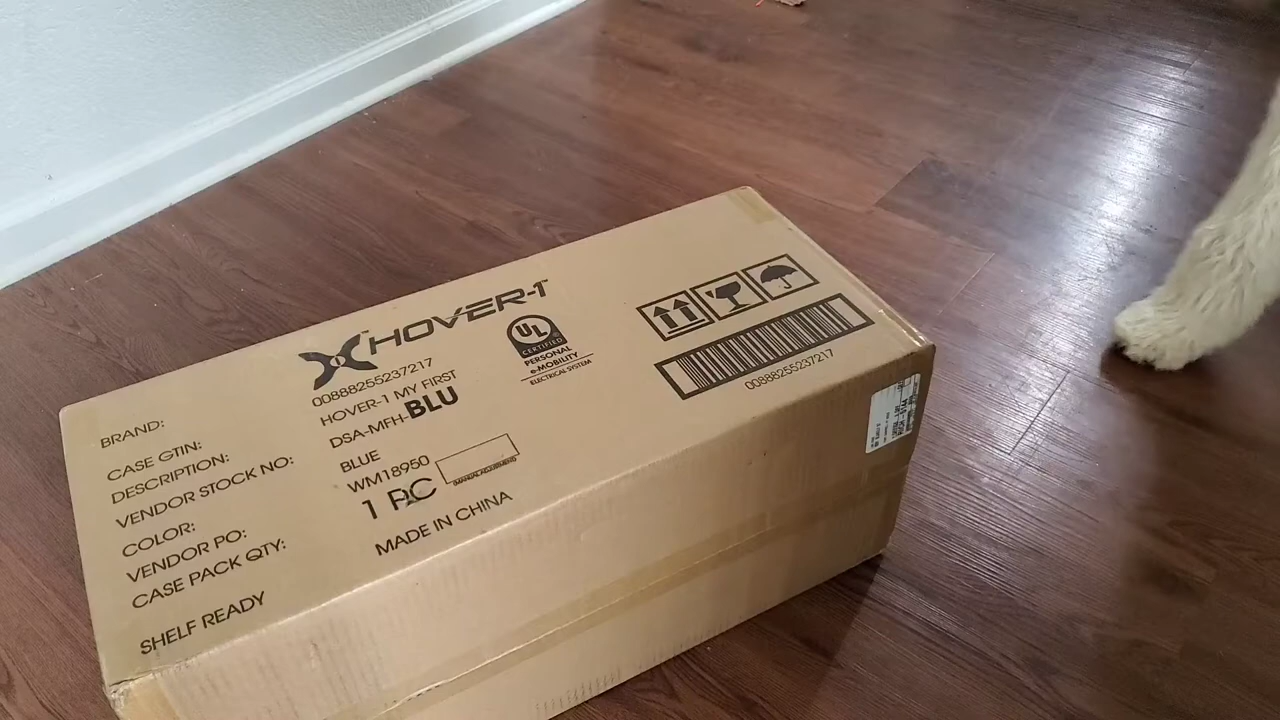 BRAND: HOVER-1
CASE GTIN: 00888255237217
DESCRIPTION: HOVER-1 MY FIRST
VENDOR STOCK NO: DSA-MFH-BLU
COLOR: BLUE
VENDOR PO: WM18950
CASE PACK QTY: 1 PC
(MANUAL ADJUSTMENT)
SHELF READY MADE IN CHINA
UL
CERTIFIED
PERSONAL
e-MOBILITY
ELECTRICAL SYSTEM
00888255237217